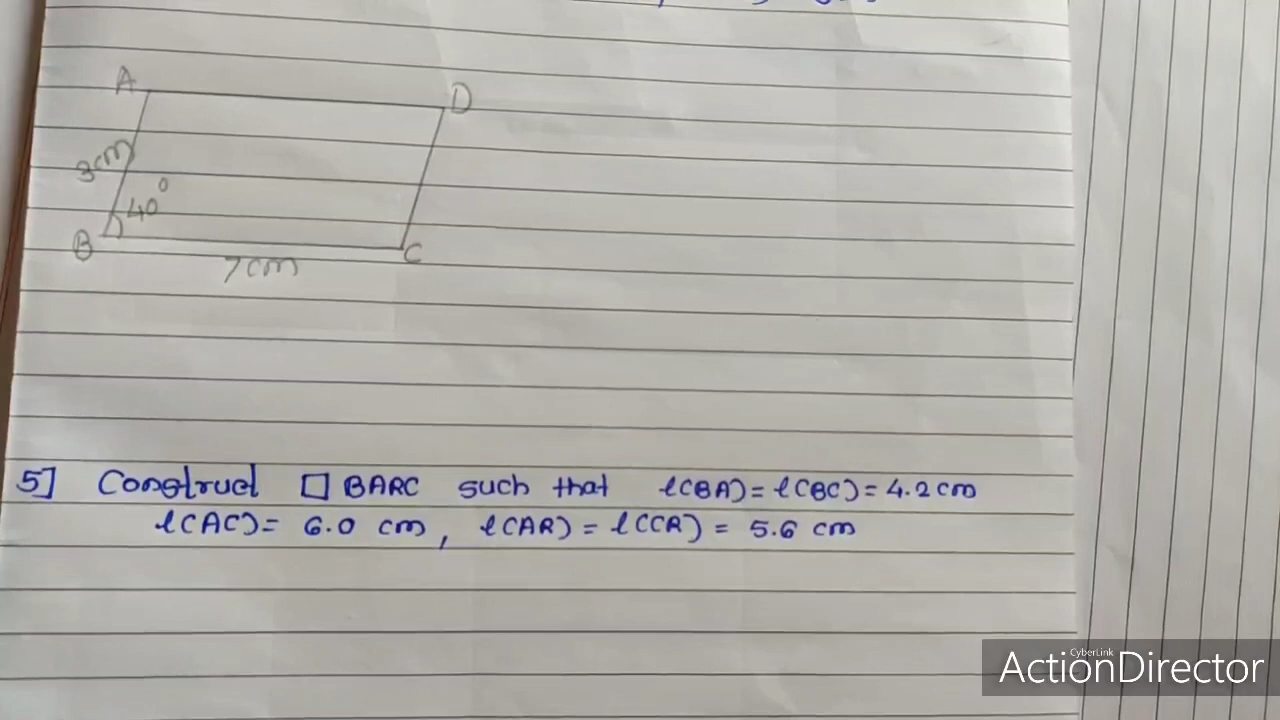 A
D
3cm
40°
B
C
7cm
5] Construct □ BARC such that l(BA) = l(BC) = 4.2 cm
l(AC) = 6.0 cm, l(AR) = l(CR) = 5.6 cm
CyberLink
ActionDirector